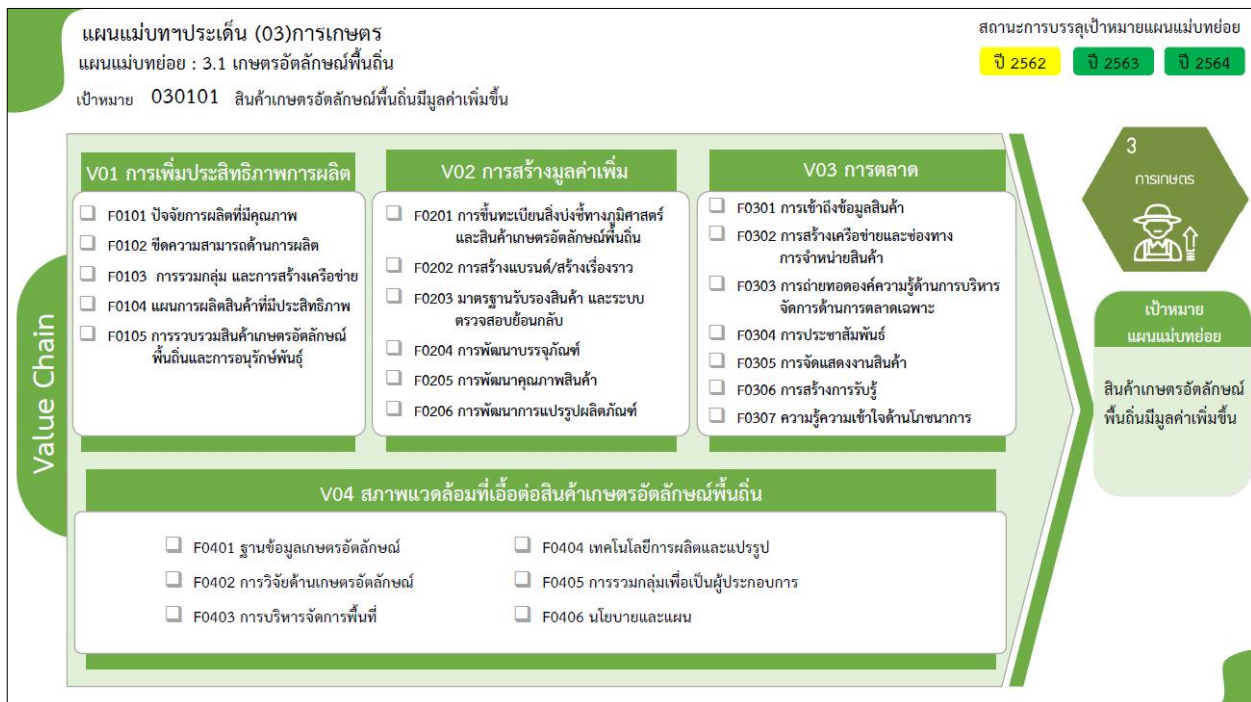 แผนแม่บทฯประเด็น (03)การเกษตร
แผนแม่บทย่อย : 3.1 เกษตรอัตลักษณ์พื้นถิ่น
เป้าหมาย 030101 สินค้าเกษตรอัตลักษณ์พื้นถิ่นมีมูลค่าเพิ่มขึ้น
สถานะการบรรลุเป้าหมายแผนแม่บทย่อย
ปี 2562 ปี 2563 ปี 2564
Value Chain
V01 การเพิ่มประสิทธิภาพการผลิต
F0101 ปัจจัยการผลิตที่มีคุณภาพ
F0102 ขีดความสามารถด้านการผลิต
F0103 การรวมกลุ่ม และการสร้างเครือข่าย
F0104 แผนการผลิตสินค้าที่มีประสิทธิภาพ
F0105 การรวบรวมสินค้าเกษตรอัตลักษณ์
พื้นถิ่นและการอนุรักษ์พันธุ์
V02 การสร้างมูลค่าเพิ่ม
F0201 การขึ้นทะเบียนสิ่งบ่งชี้ทางภูมิศาสตร์
และสินค้าเกษตรอัตลักษณ์พื้นถิ่น
F0202 การสร้างแบรนด์/สร้างเรื่องราว
F0203 มาตรฐานรับรองสินค้า และระบบ
ตรวจสอบย้อนกลับ
F0204 การพัฒนาบรรจุภัณฑ์
F0205 การพัฒนาคุณภาพสินค้า
F0206 การพัฒนาการแปรรูปผลิตภัณฑ์
V03 การตลาด
F0301 การเข้าถึงข้อมูลสินค้า
F0302 การสร้างเครือข่ายและช่องทาง
การจำหน่ายสินค้า
F0303 การถ่ายทอดองค์ความรู้ด้านการบริหาร
จัดการด้านการตลาดเฉพาะ
F0304 การประชาสัมพันธ์
F0305 การจัดแสดงงานสินค้า
F0306 การสร้างการรับรู้
F0307 ความรู้ความเข้าใจด้านโภชนาการ
V04 สภาพแวดล้อมที่เอื้อต่อสินค้าเกษตรอัตลักษณ์พื้นถิ่น
F0401 ฐานข้อมูลเกษตรอัตลักษณ์
F0402 การวิจัยด้านเกษตรอัตลักษณ์
F0403 การบริหารจัดการพื้นที่
F0404 เทคโนโลยีการผลิตและแปรรูป
F0405 การรวมกลุ่มเพื่อเป็นผู้ประกอบการ
F0406 นโยบายและแผน
3
การเกษตร
เป้าหมาย
แผนแม่บทย่อย
สินค้าเกษตรอัตลักษณ์
พื้นถิ่นมีมูลค่าเพิ่มขึ้น